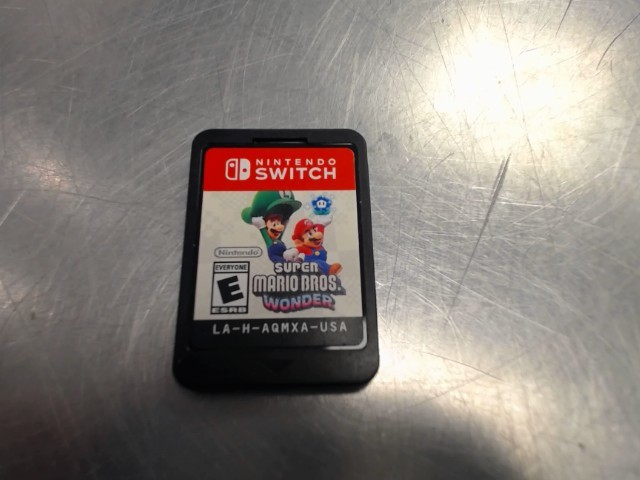 NINTENDO
SWITCH
Nintendo
SUPER
MARIO BROS.
WONDER
EVERYONE
E
ESRB
LA-H-AQMXA-USA